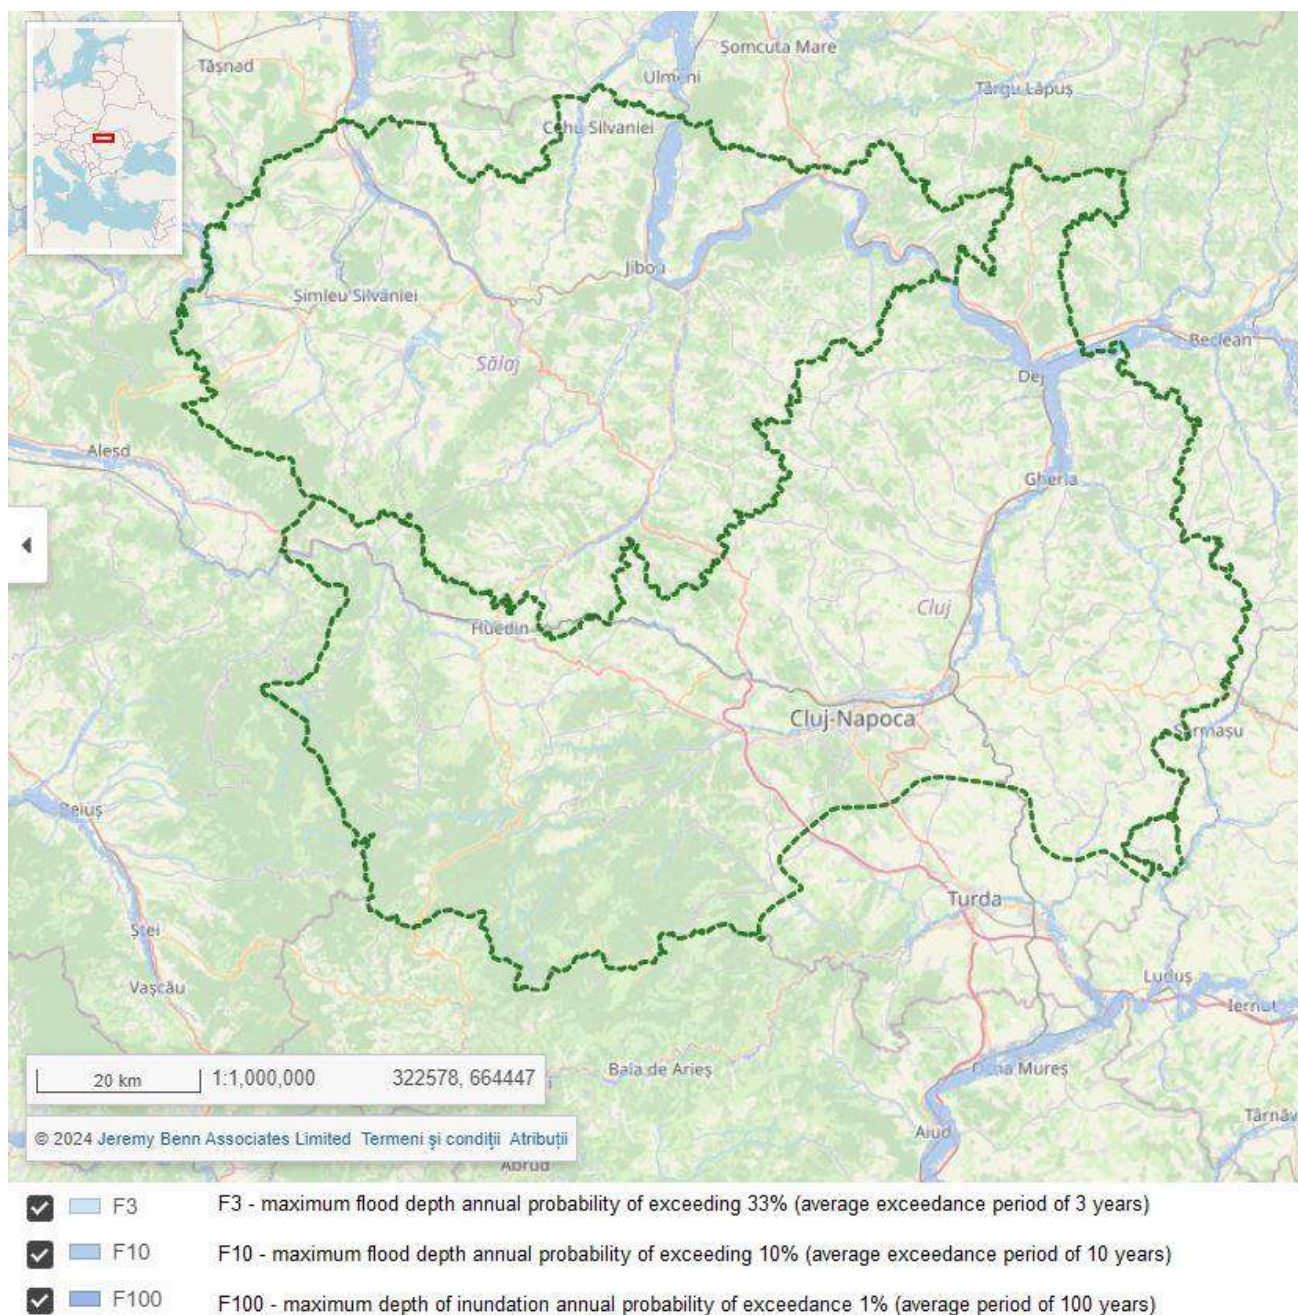 Șomcuta Mare
Tășnad
Ulmeni
Târgu Lăpuș
Cehu Silvaniei
Jibou
Șimleu Silvaniei
Beclean
Sălaj
Dej
Aleșd
Gherla
Cluj
Huedin
Cluj-Napoca
Sărmașu
Beiuș
Turda
Ștei
Luduș
Vașcău
Iernut
Baia de Arieș
Ocna Mureș
20 km 1:1,000,000 322578, 664447
Târnăv
© 2024 Jeremy Benn Associates Limited Termeni şi condiţii Atribuţii
Aiud
Abrud
F3 F3 - maximum flood depth annual probability of exceeding 33% (average exceedance period of 3 years)
F10 F10 - maximum flood depth annual probability of exceeding 10% (average exceedance period of 10 years)
F100 F100 - maximum depth of inundation annual probability of exceedance 1% (average period of 100 years)